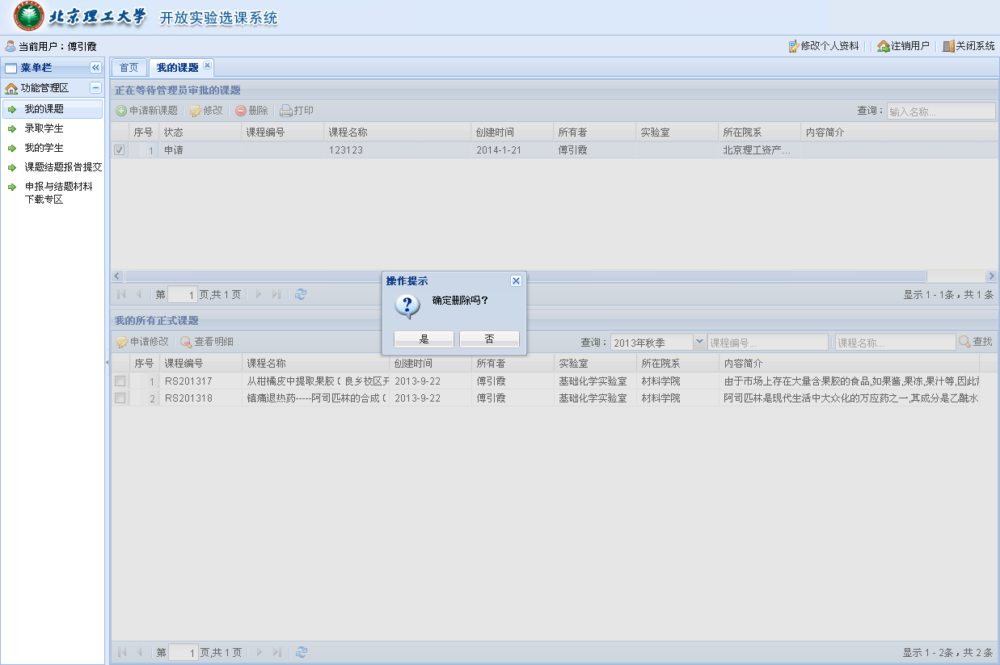 北京理工大学 开放实验选课系统
当前用户：傅引霞 修改个人资料 注销用户 关闭系统
菜单栏
功能管理区
我的课题
录取学生
我的学生
课题结题报告提交
申报与结题材料
下载专区
首页 我的课题
正在等待管理员审批的课题
申请新课题 修改 删除 打印 查询： 输入名称...
序号 状态 课程编号 课程名称 创建时间 所有者 实验室 所在院系 内容简介
1 申请 123123 2014-1-21 傅引霞 北京理工资产...
第 1 页,共 1 页 显示 1 - 1条，共 1 条
操作提示
确定删除吗？
是 否
我的所有正式课题
申请修改 查看明细 查询： 2013年秋季 课程编号... 课程名称... 查找
序号 课程编号 课程名称 创建时间 所有者 实验室 所在院系 内容简介
1 RS201317 从柑橘皮中提取果胶（良乡校区开 2013-9-22 傅引霞 基础化学实验室 材料学院 由于市场上存在大量含果胶的食品,如果酱,果冻,果汁等,因此
2 RS201318 镇痛退热药-----阿司匹林的合成（ 2013-9-22 傅引霞 基础化学实验室 材料学院 阿司匹林是现代生活中大众化的万应药之一,其成分是乙酰水
第 1 页,共 1 页 显示 1 - 2条，共 2 条